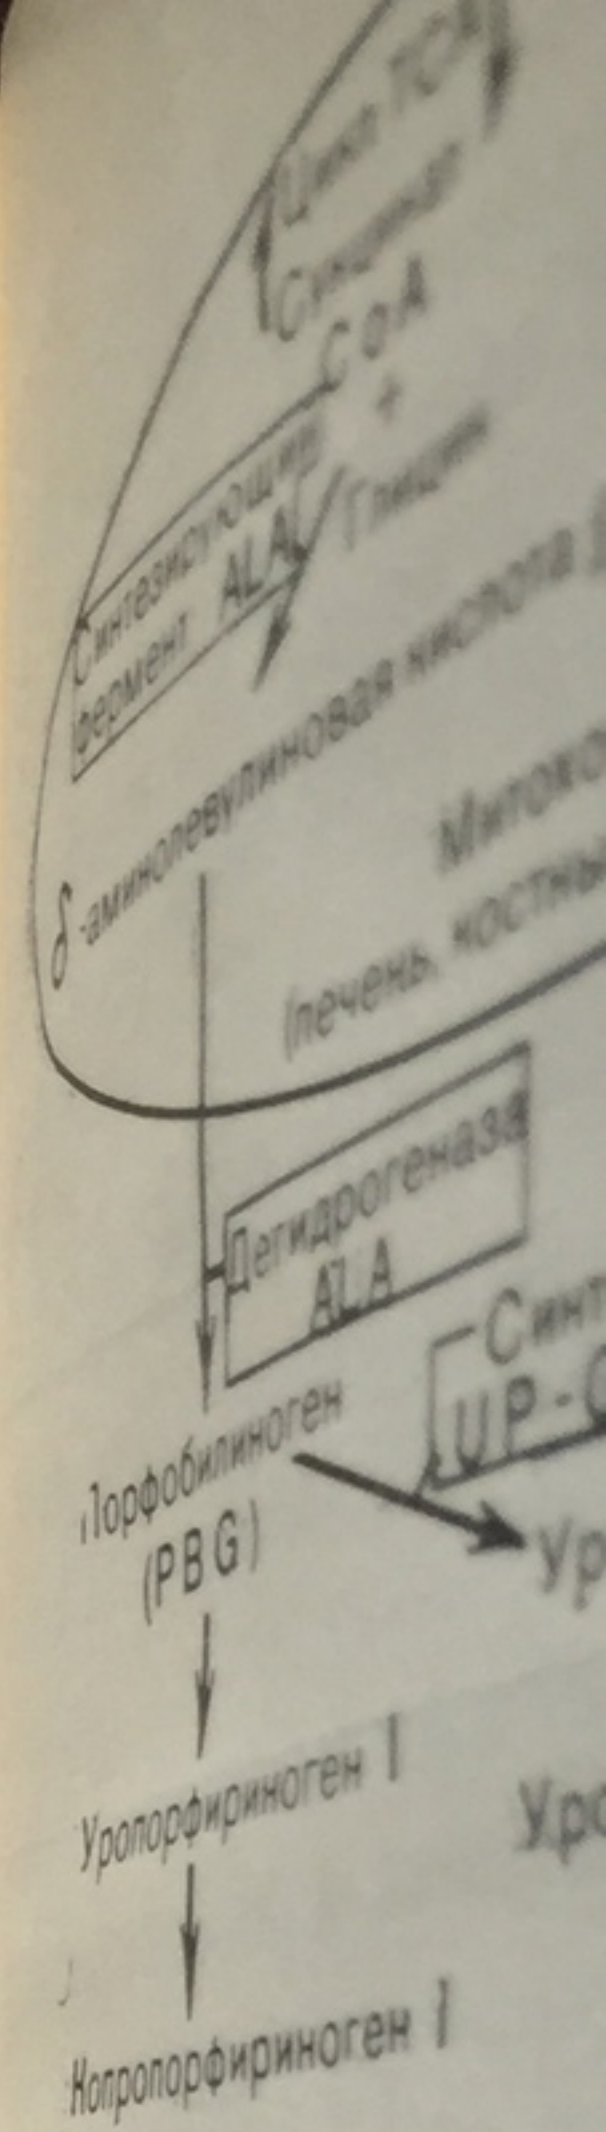 Цикл TCA
Сукцинил
CoA
+
Глицин
Синтезирующий
фермент ALA
δ-аминолевулиновая кислота
Митохо
(печень, костны
Дегидрогеназа
ALA
Синт
UP-
Порфобилиноген
(PBG)
Ур
Уропорфириноген I
Уро
Копропорфириноген I